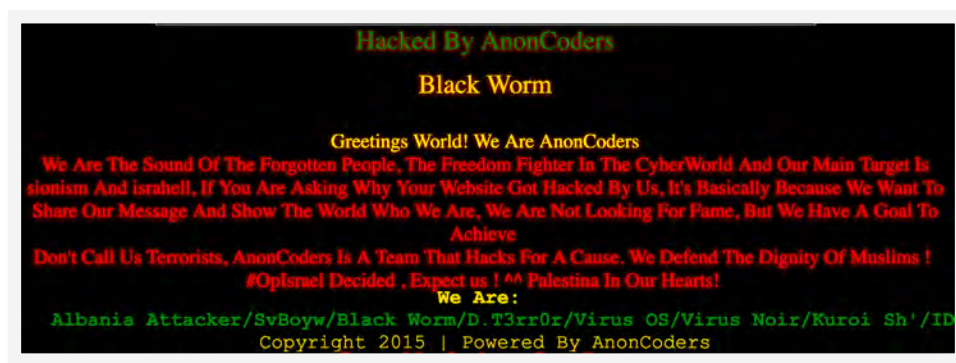 Hacked By AnonCoders
Black Worm
Greetings World! We Are AnonCoders
We Are The Sound Of The Forgotten People, The Freedom Fighter In The CyberWorld And Our Main Target Is
sionism And israhell, If You Are Asking Why Your Website Got Hacked By Us, It's Basically Because We Want To
Share Our Message And Show The World Who We Are, We Are Not Looking For Fame, But We Have A Goal To
Achieve
Don't Call Us Terrorists, AnonCoders Is A Team That Hacks For A Cause. We Defend The Dignity Of Muslims !
#OpIsrael Decided , Expect us ! ^^ Palestina In Our Hearts!
We Are:
Albania Attacker/SvBoyw/Black Worm/D.T3rr0r/Virus OS/Virus Noir/Kuroi Sh'/ID
Copyright 2015 | Powered By AnonCoders